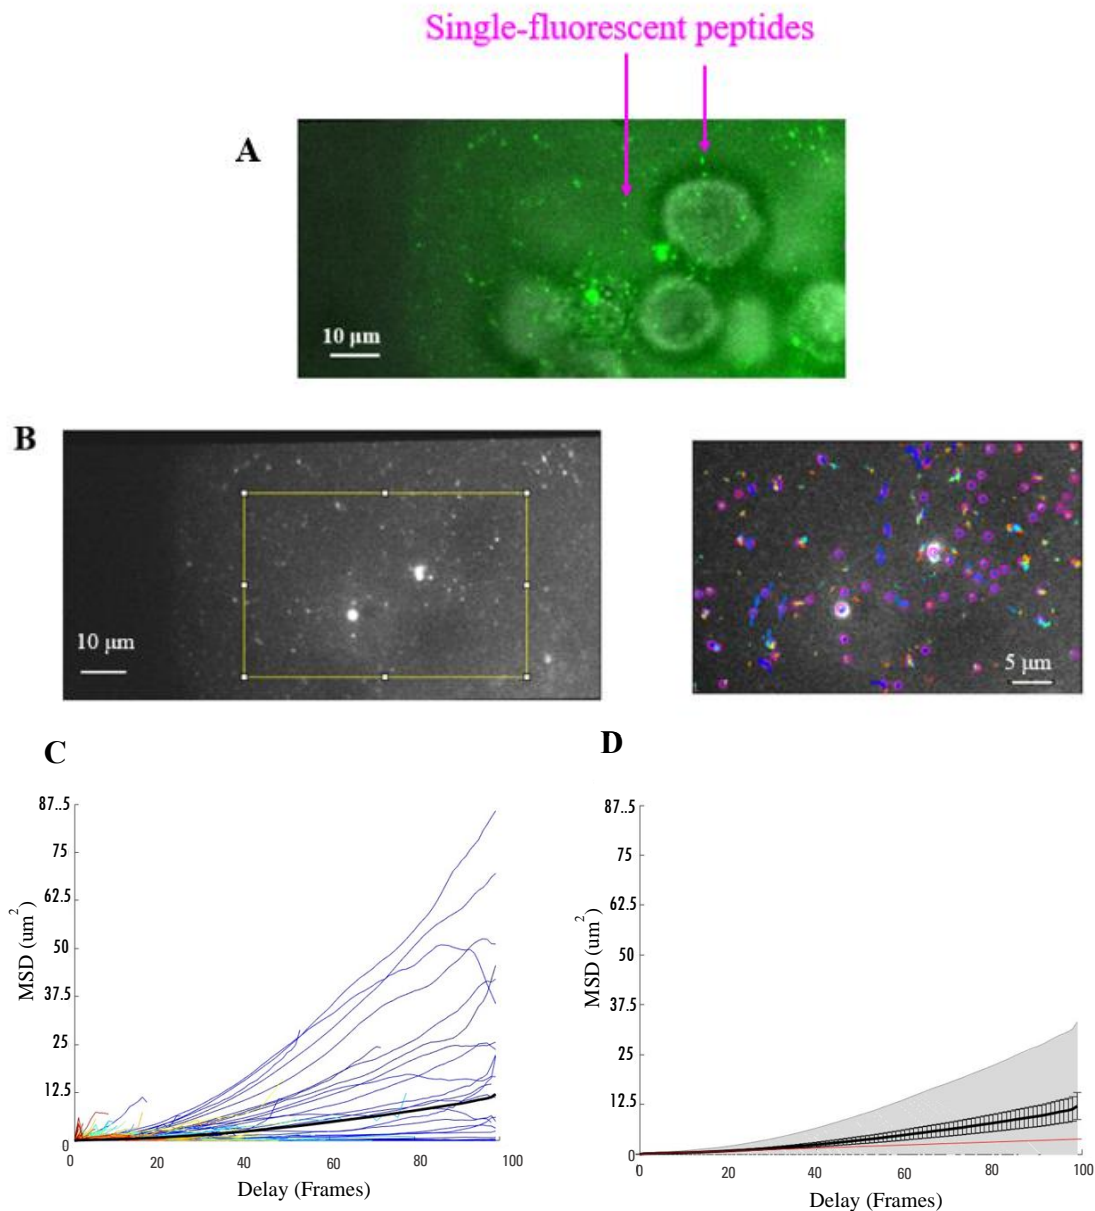 Single-fluorescent peptides
A
10 µm
B
10 µm
5 µm
C
D
87..5
75
62.5
50
37.5
25
12.5
0
MSD (um²)
0 20 40 60 80 100
Delay (Frames)
87.5
75
62.5
50
37.5
25
12.5
0
MSD (um²)
0 20 40 60 80 100
Delay (Frames)